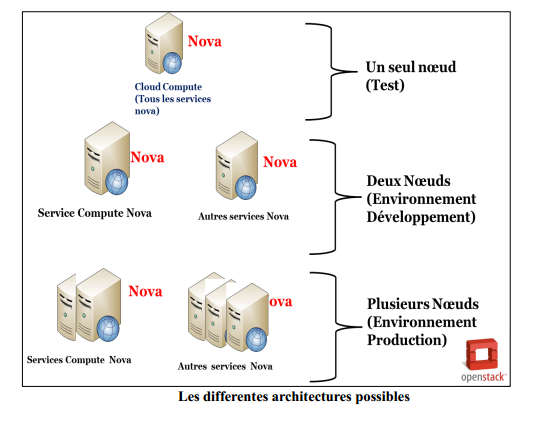 Nova
Cloud Compute
(Tous les services
nova)
Un seul nœud
(Test)
Nova
Service Compute Nova
Nova
Autres services Nova
Deux Nœuds
(Environnement
Développement)
Nova
Services Compute Nova
ova
Autres services Nova
Plusieurs Nœuds
(Environnement
Production)
openstack
Les differentes architectures possibles